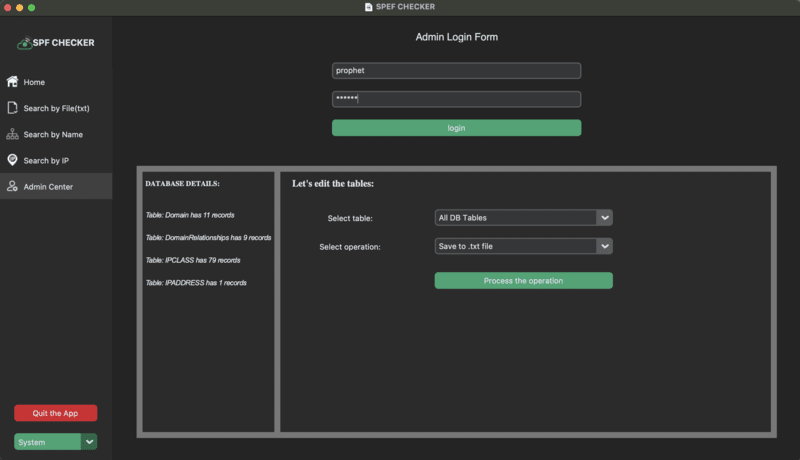 SPEF CHECKER
SPF CHECKER
Home
Search by File(txt)
Search by Name
Search by IP
Admin Center
Quit the App
System
Admin Login Form
prophet
******
login
DATABASE DETAILS:
Table: Domain has 11 records
Table: DomainRelationships has 9 records
Table: IPCLASS has 79 records
Table: IPADDRESS has 1 records
Let's edit the tables:
Select table:
All DB Tables
Select operation:
Save to .txt file
Process the operation